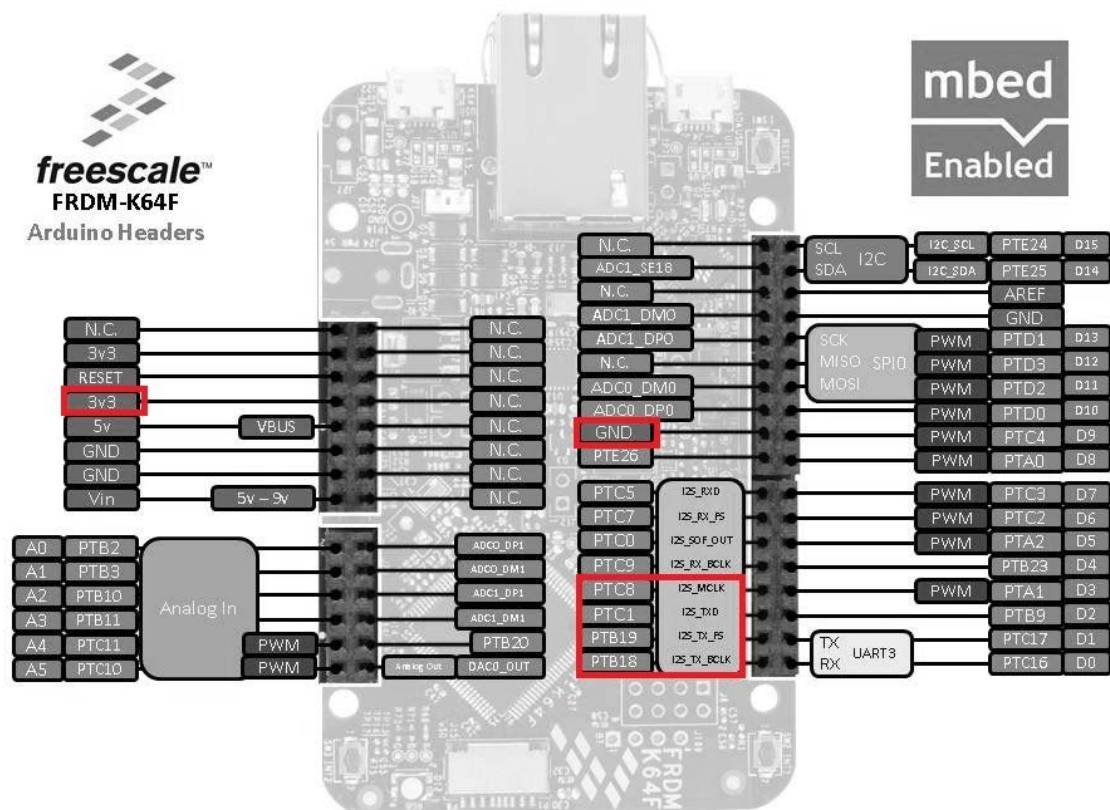 freescale™
FRDM-K64F
Arduino Headers
mbed
Enabled
N.C.
3v3
RESET
3v3
5v VBUS
GND
GND
Vin 5v – 9v
N.C.
N.C.
N.C.
N.C.
N.C.
N.C.
N.C.
N.C.
A0 PTB2
A1 PTB3
A2 PTB10
A3 PTB11
A4 PTC11 PWM
A5 PTC10 PWM
Analog In
ADC0_DP1
ADC0_DM1
ADC1_DP1
ADC1_DM1
PTB20
Analog Out DAC0_OUT
N.C.
ADC1_SE18
N.C.
ADC1_DM0
ADC1_DP0
N.C.
ADC0_DM0
ADC0_DP0
GND
PTE26
PTC5 I2S_RXD
PTC7 I2S_RX_FS
PTC0 I2S_SOF_OUT
PTC9 I2S_RX_BCLK
PTC8 I2S_MCLK
PTC1 I2S_TXD
PTB19 I2S_TX_FS
PTB18 I2S_TX_BCLK
SCL I2C_SCL PTE24 D15
I2C
SDA I2C_SDA PTE25 D14
AREF
GND
SCK PWM PTD1 D13
MISO SPI0 PWM PTD3 D12
MOSI PWM PTD2 D11
PWM PTD0 D10
PWM PTC4 D9
PWM PTA0 D8
PWM PTC3 D7
PWM PTC2 D6
PWM PTA2 D5
PTB23 D4
PWM PTA1 D3
PTB9 D2
TX PTC17 D1
UART3
RX PTC16 D0
FRDM
K64F